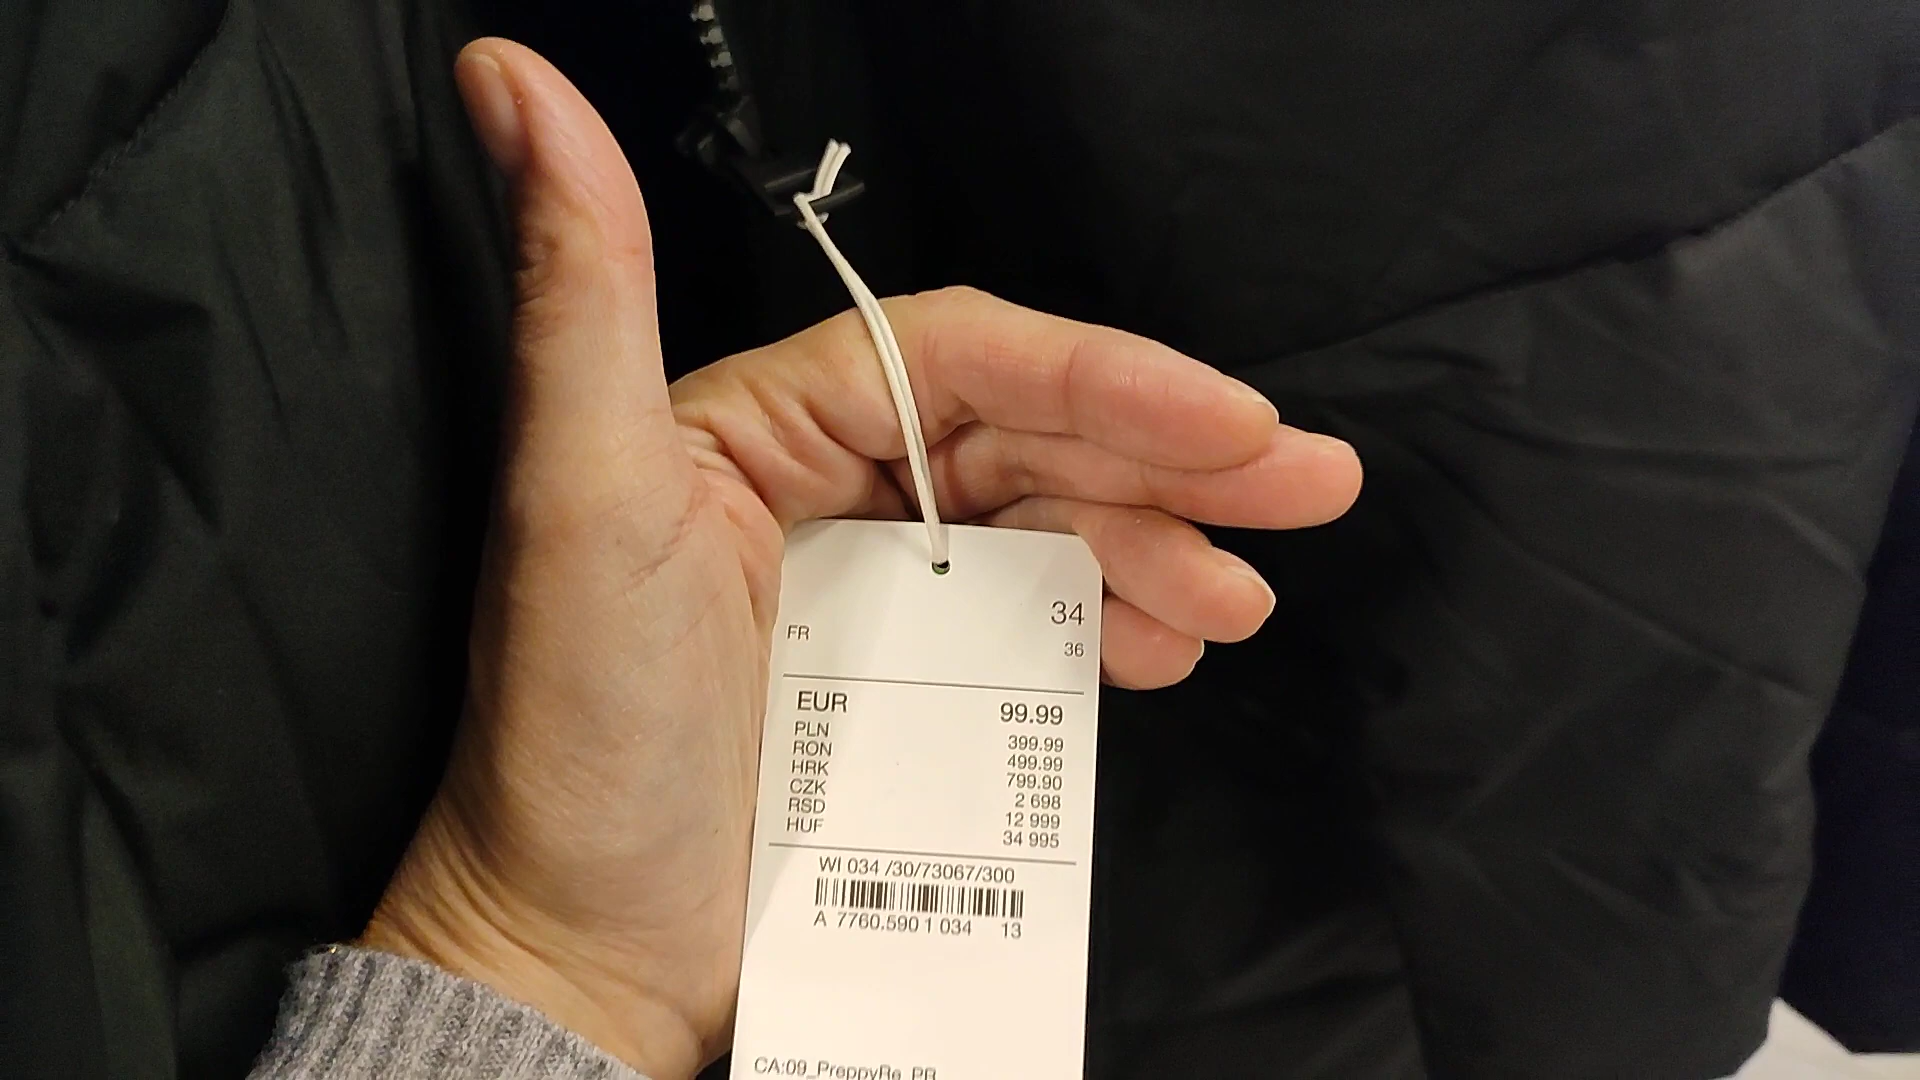 34
FR 36
EUR 99.99
PLN 399.99
RON 499.99
HRK 799.90
CZK 2 698
RSD 12 999
HUF 34 995
WI 034 /30/73067/300
A 7760.590 1 034 13
CA:09_PreppyRe_PR